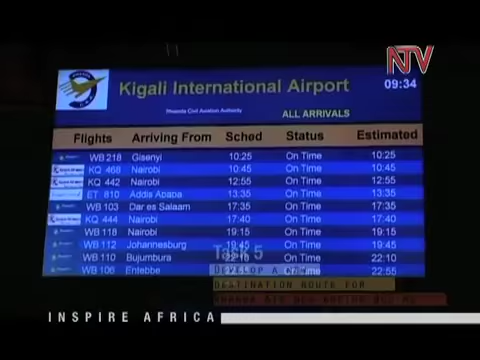 NTV
Kigali International Airport
09:34
Rwanda Civil Aviation Authority
ALL ARRIVALS
Flights Arriving From Sched Status Estimated
WB 218 Gisenyi 10:25 On Time 10:25
KQ 468 Nairobi 10:45 On Time 10:45
KQ 442 Nairobi 12:55 On Time 12:55
ET 810 Addis Ababa 13:35 On Time 13:35
WB 103 Dar es Salaam 17:35 On Time 17:35
KQ 444 Nairobi 17:40 On Time 17:40
WB 118 Nairobi 19:15 On Time 19:15
WB 112 Johannesburg 19:45 On Time 19:45
WB 110 Bujumbura 22:10 On Time 22:10
WB 106 Entebbe On Time 22:55
Task 5
DEVELOP A NEW
DESTINATION ROUTE FOR
INSPIRE AFRICA